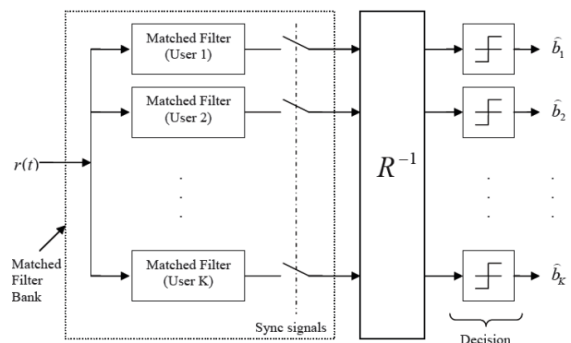 Matched Filter
(User 1)
b̂₁
Matched Filter
(User 2)
b̂₂
r(t)
R⁻¹
Matched
Filter
Bank
Matched Filter
(User K)
b̂_K
Sync signals
Decision